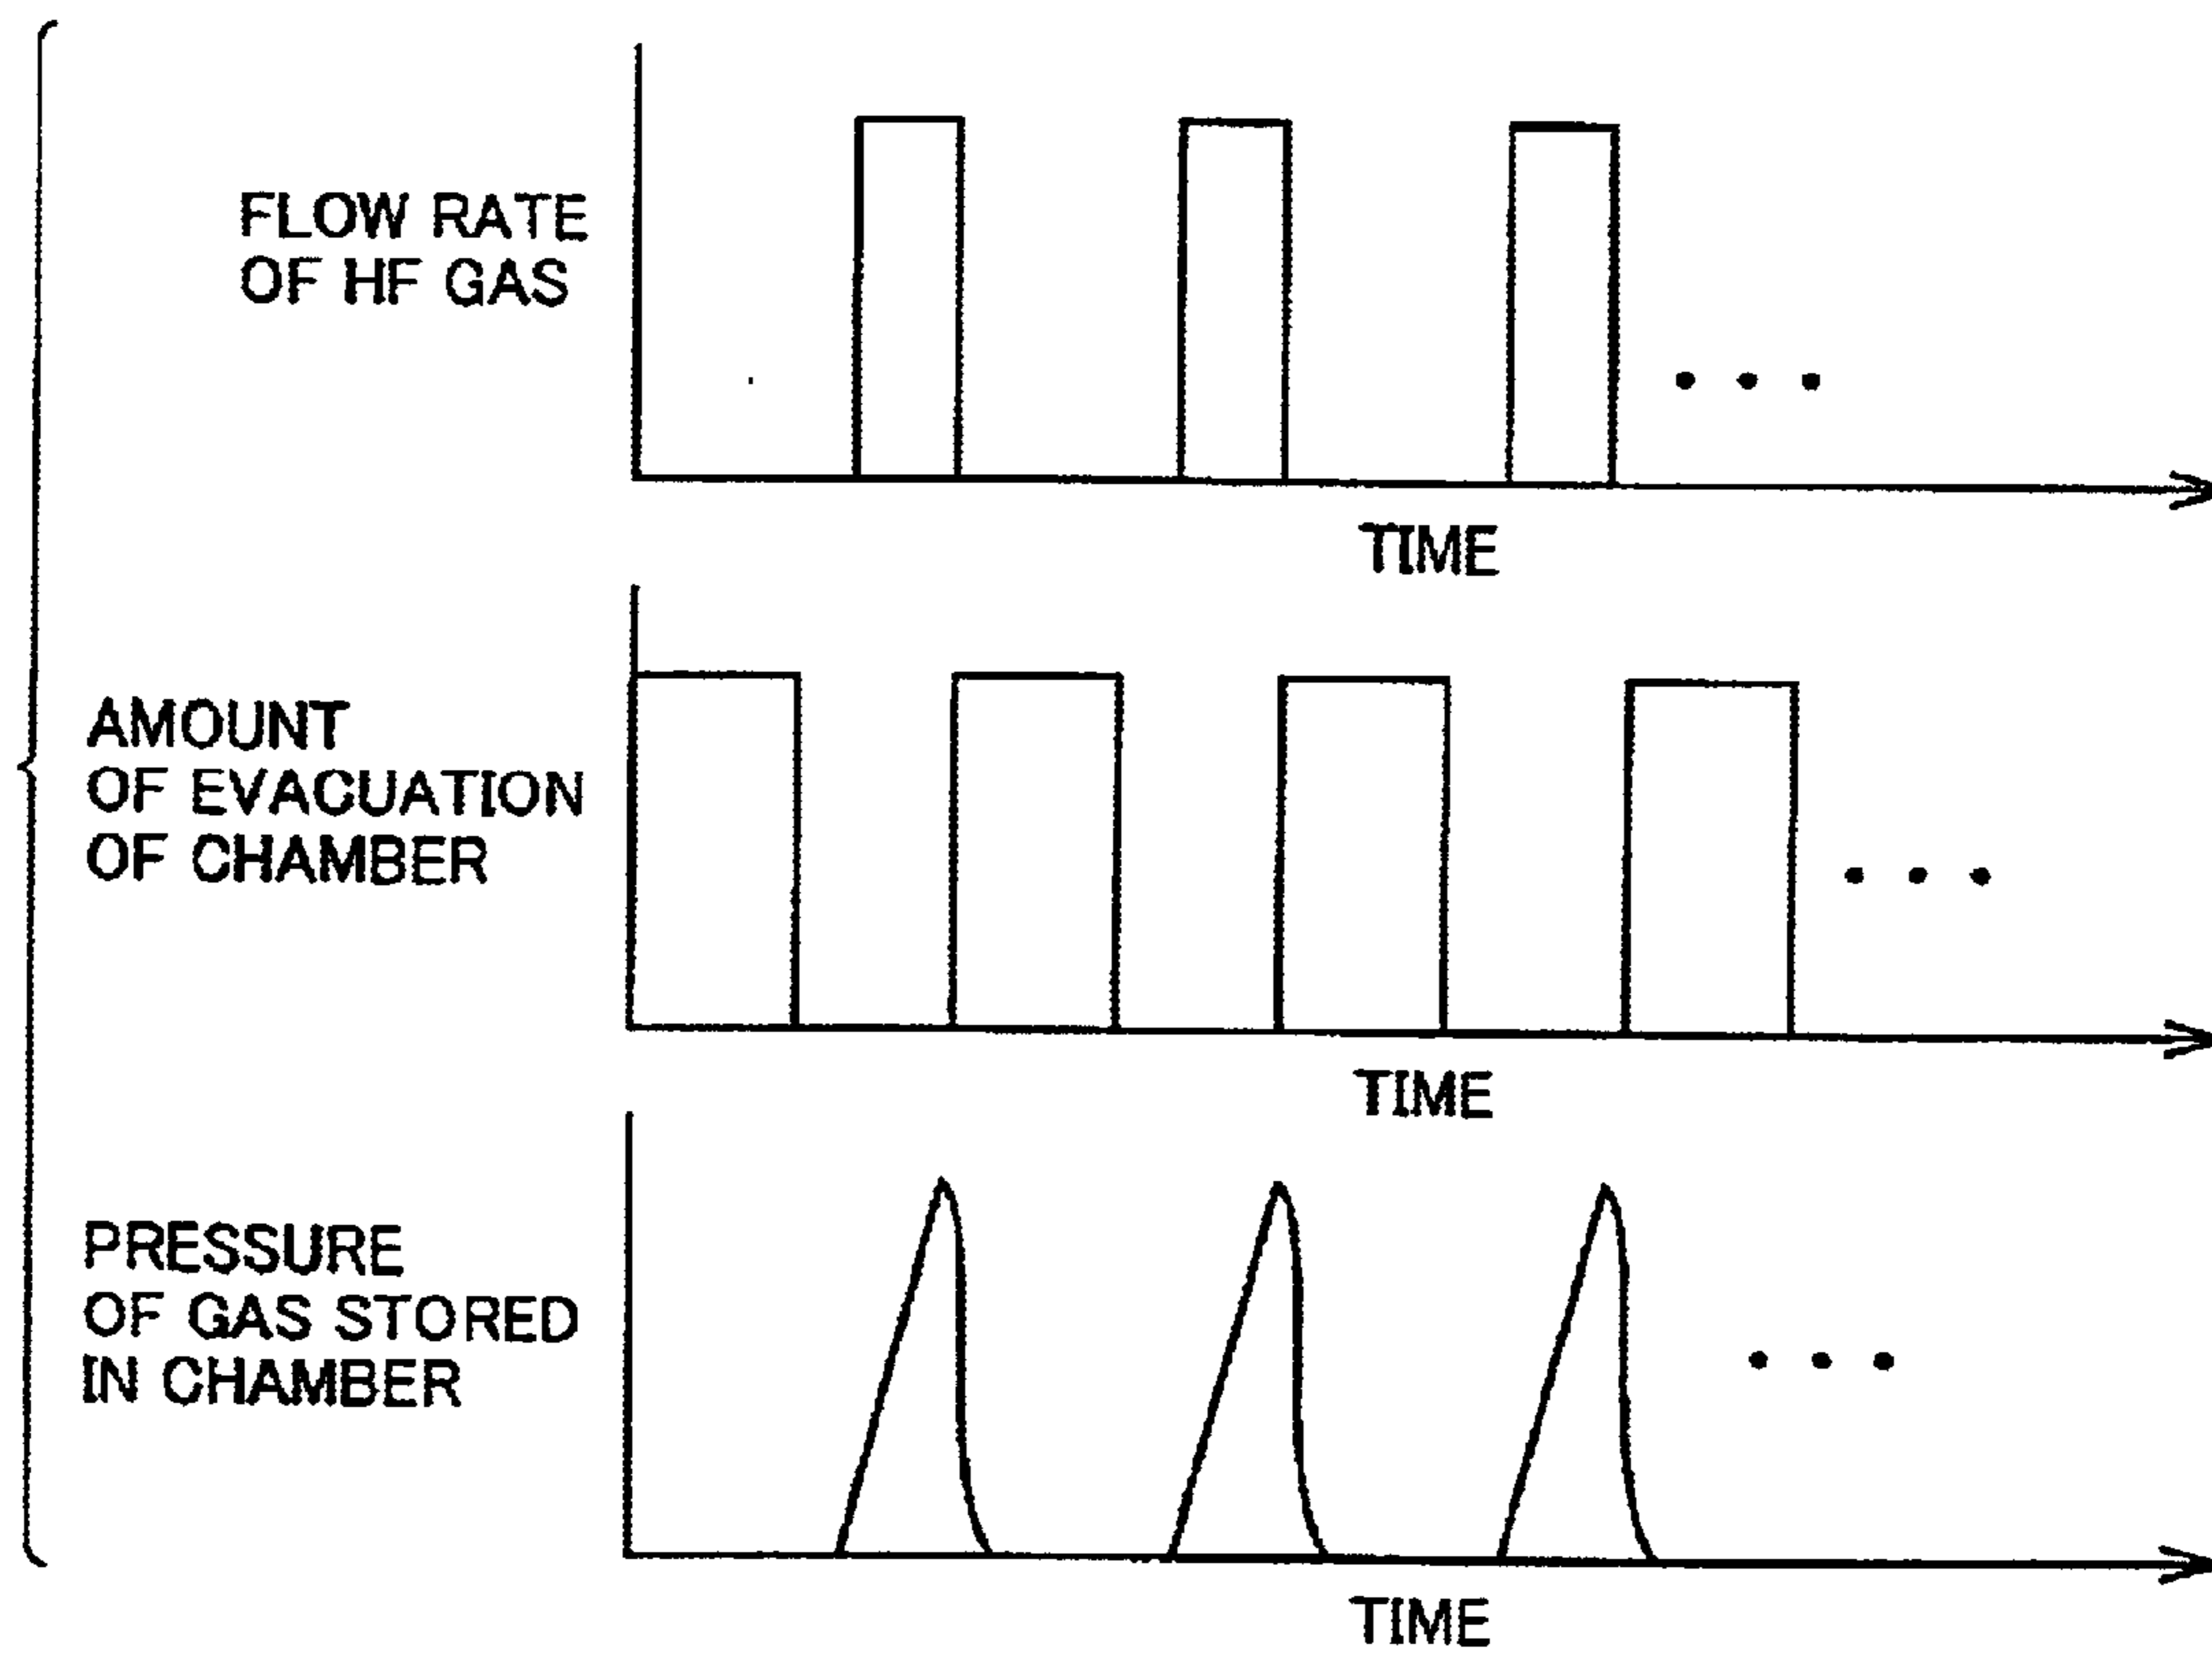 FLOW RATE
OF HF GAS
TIME
AMOUNT
OF EVACUATION
OF CHAMBER
TIME
PRESSURE
OF GAS STORED
IN CHAMBER
TIME